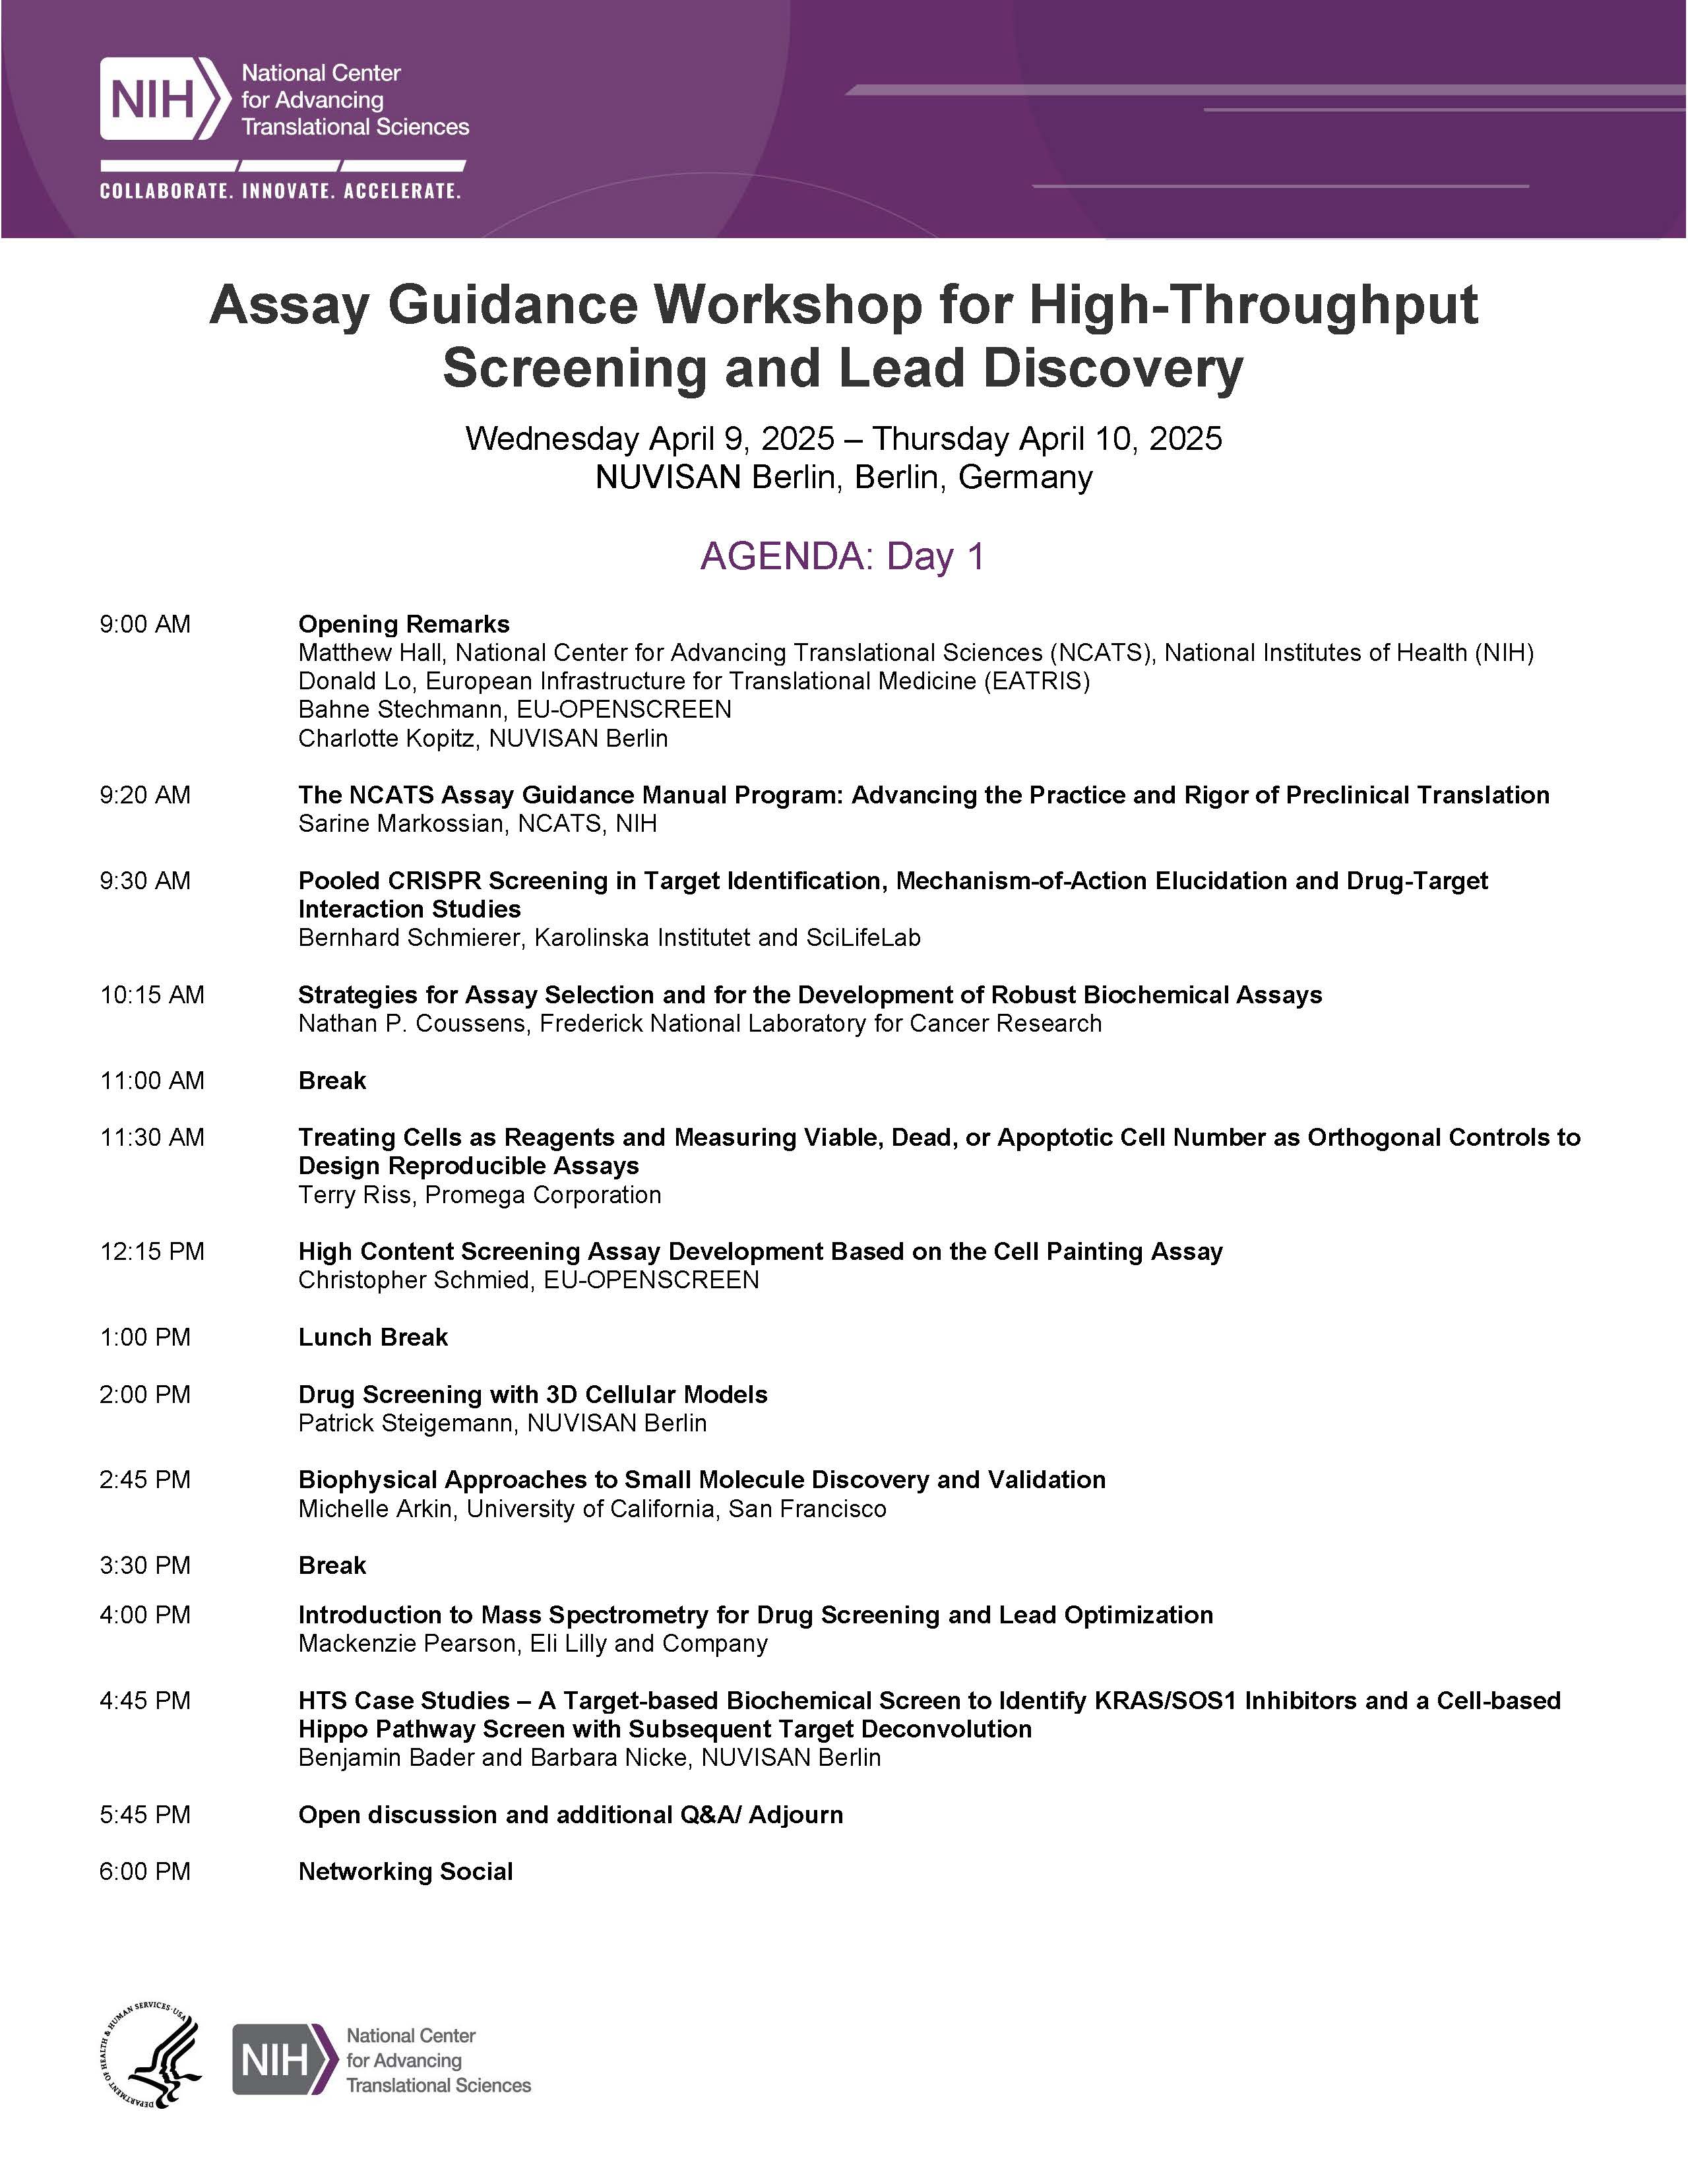 NIH
National Center
for Advancing
Translational Sciences
COLLABORATE. INNOVATE. ACCELERATE.
Assay Guidance Workshop for High-Throughput
Screening and Lead Discovery
Wednesday April 9, 2025 – Thursday April 10, 2025
NUVISAN Berlin, Berlin, Germany
AGENDA: Day 1
9:00 AM Opening Remarks
Matthew Hall, National Center for Advancing Translational Sciences (NCATS), National Institutes of Health (NIH)
Donald Lo, European Infrastructure for Translational Medicine (EATRIS)
Bahne Stechmann, EU-OPENSCREEN
Charlotte Kopitz, NUVISAN Berlin
9:20 AM The NCATS Assay Guidance Manual Program: Advancing the Practice and Rigor of Preclinical Translation
Sarine Markossian, NCATS, NIH
9:30 AM Pooled CRISPR Screening in Target Identification, Mechanism-of-Action Elucidation and Drug-Target
Interaction Studies
Bernhard Schmierer, Karolinska Institutet and SciLifeLab
10:15 AM Strategies for Assay Selection and for the Development of Robust Biochemical Assays
Nathan P. Coussens, Frederick National Laboratory for Cancer Research
11:00 AM Break
11:30 AM Treating Cells as Reagents and Measuring Viable, Dead, or Apoptotic Cell Number as Orthogonal Controls to
Design Reproducible Assays
Terry Riss, Promega Corporation
12:15 PM High Content Screening Assay Development Based on the Cell Painting Assay
Christopher Schmied, EU-OPENSCREEN
1:00 PM Lunch Break
2:00 PM Drug Screening with 3D Cellular Models
Patrick Steigemann, NUVISAN Berlin
2:45 PM Biophysical Approaches to Small Molecule Discovery and Validation
Michelle Arkin, University of California, San Francisco
3:30 PM Break
4:00 PM Introduction to Mass Spectrometry for Drug Screening and Lead Optimization
Mackenzie Pearson, Eli Lilly and Company
4:45 PM HTS Case Studies – A Target-based Biochemical Screen to Identify KRAS/SOS1 Inhibitors and a Cell-based
Hippo Pathway Screen with Subsequent Target Deconvolution
Benjamin Bader and Barbara Nicke, NUVISAN Berlin
5:45 PM Open discussion and additional Q&A/ Adjourn
6:00 PM Networking Social
DEPARTMENT OF HEALTH & HUMAN SERVICES·USA
NIH
National Center
for Advancing
Translational Sciences